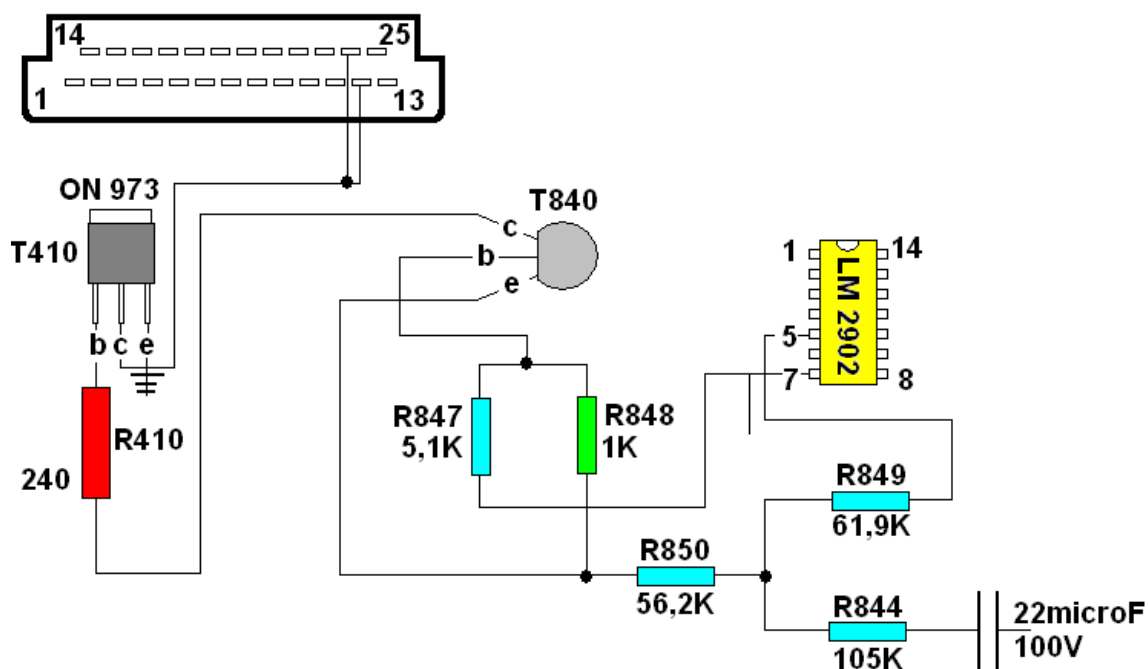 14 25
1 13
ON 973
T410
b c e
R410
240
T840
c
b
e
1 14
5
7 8
LM 2902
R847
5,1K
R848
1K
R849
61,9K
R850
56,2K
R844
105K
22microF
100V